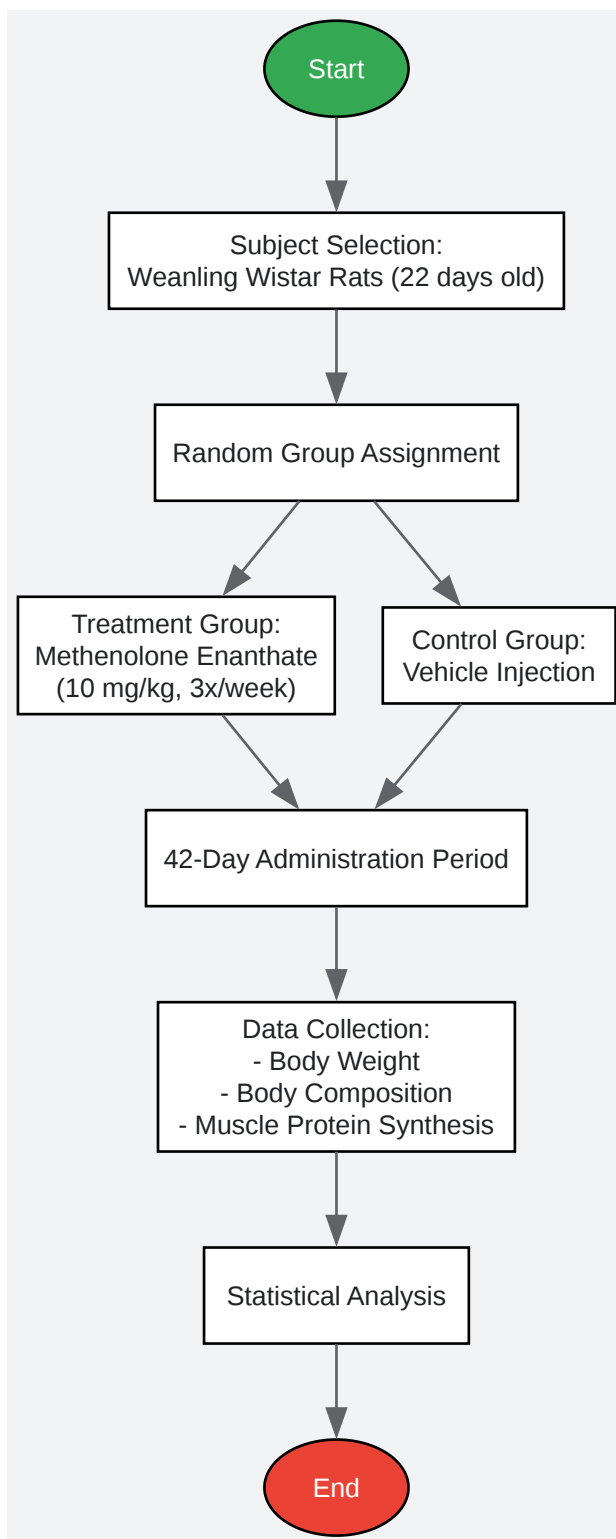 Start
Subject Selection:
Weanling Wistar Rats (22 days old)
Random Group Assignment
Treatment Group:
Methenolone Enanthate
(10 mg/kg, 3x/week)
Control Group:
Vehicle Injection
42-Day Administration Period
Data Collection:
- Body Weight
- Body Composition
- Muscle Protein Synthesis
Statistical Analysis
End